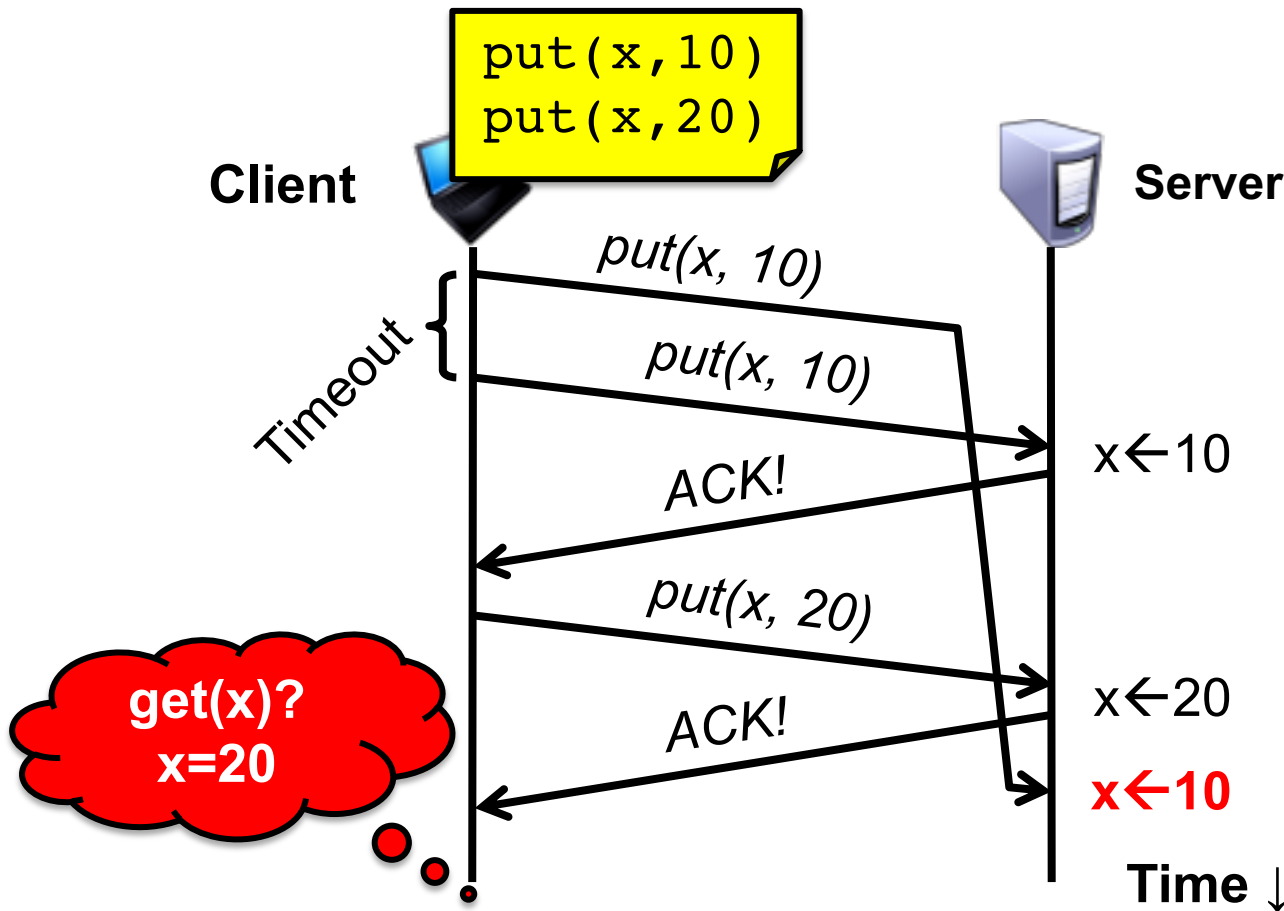 put(x,10)
put(x,20)
Client
Server
put(x, 10)
Timeout
put(x, 10)
x←10
ACK!
put(x, 20)
x←20
ACK!
get(x)?
x=20
x←10
Time ↓